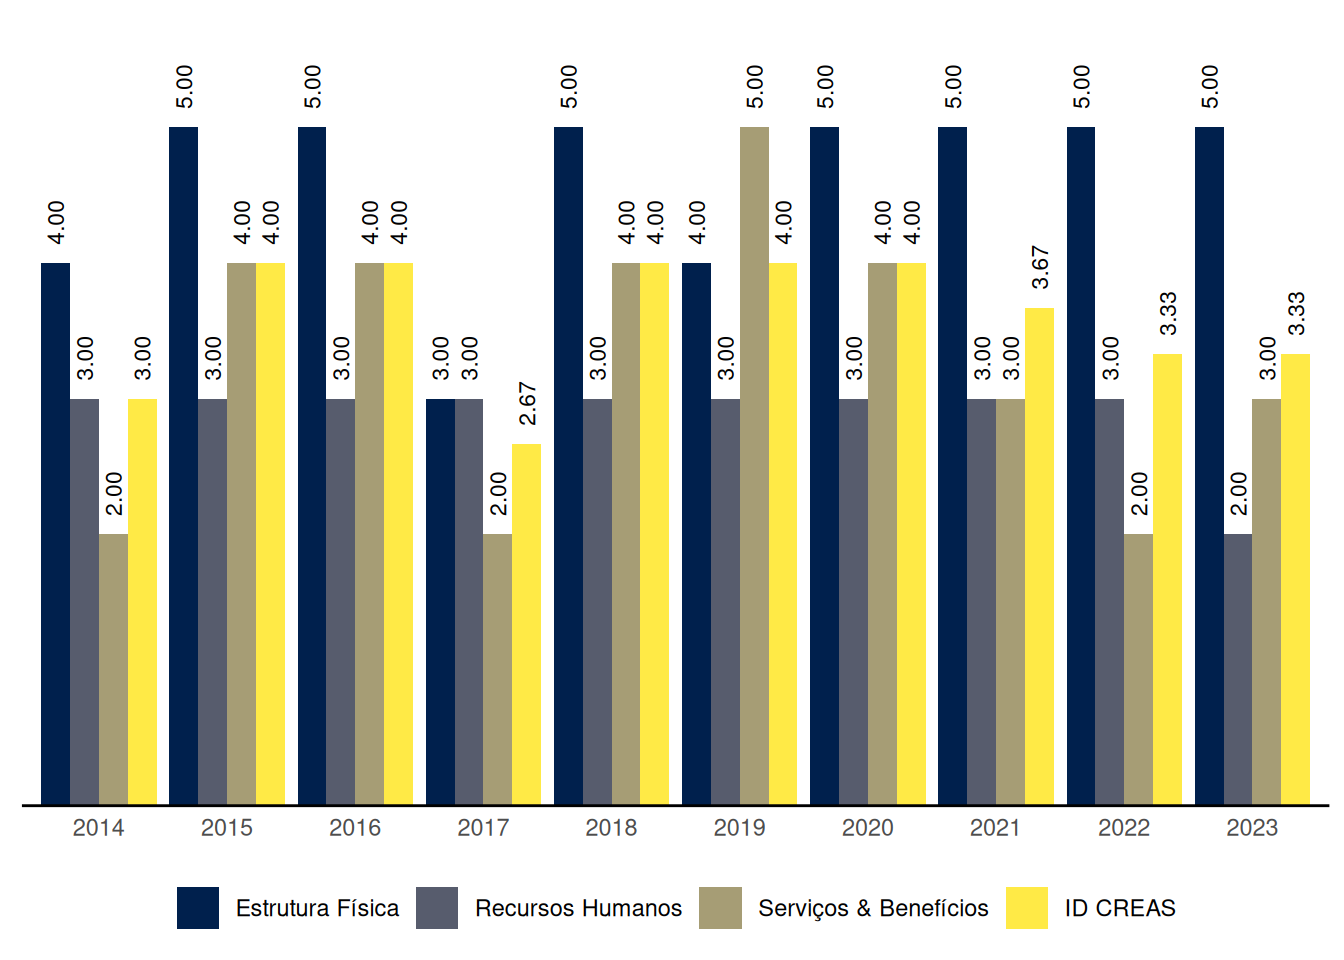 5.00 5.00 5.00 5.00 5.00 5.00 5.00 5.00
4.00 4.00 4.00 4.00 4.00 4.00 4.00 4.00 4.00 4.00 4.00 4.00
3.67
3.33 3.33
3.00 3.00 3.00 3.00 3.00 3.00 3.00 3.00 3.00 3.00 3.00 3.00 3.00
2.67
2.00 2.00 2.00 2.00
2014 2015 2016 2017 2018 2019 2020 2021 2022 2023
Estrutura Física Recursos Humanos Serviços & Benefícios ID CREAS